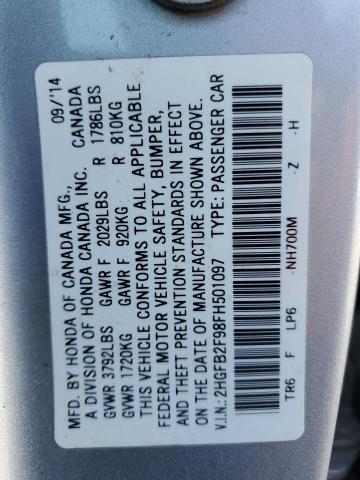 MFD. BY HONDA OF CANADA MFG., 09/'14
A DIVISION OF HONDA CANADA INC. CANADA
GVWR 3792LBS GAWR F 2029LBS R 1786LBS
GVWR 1720KG GAWR F 920KG R 810KG
THIS VEHICLE CONFORMS TO ALL APPLICABLE
FEDERAL MOTOR VEHICLE SAFETY, BUMPER,
AND THEFT PREVENTION STANDARDS IN EFFECT
ON THE DATE OF MANUFACTURE SHOWN ABOVE.
V.I.N.: 2HGFB2F98FH501097 TYPE: PASSENGER CAR
TR6 F LP6 -NH700M -Z -H